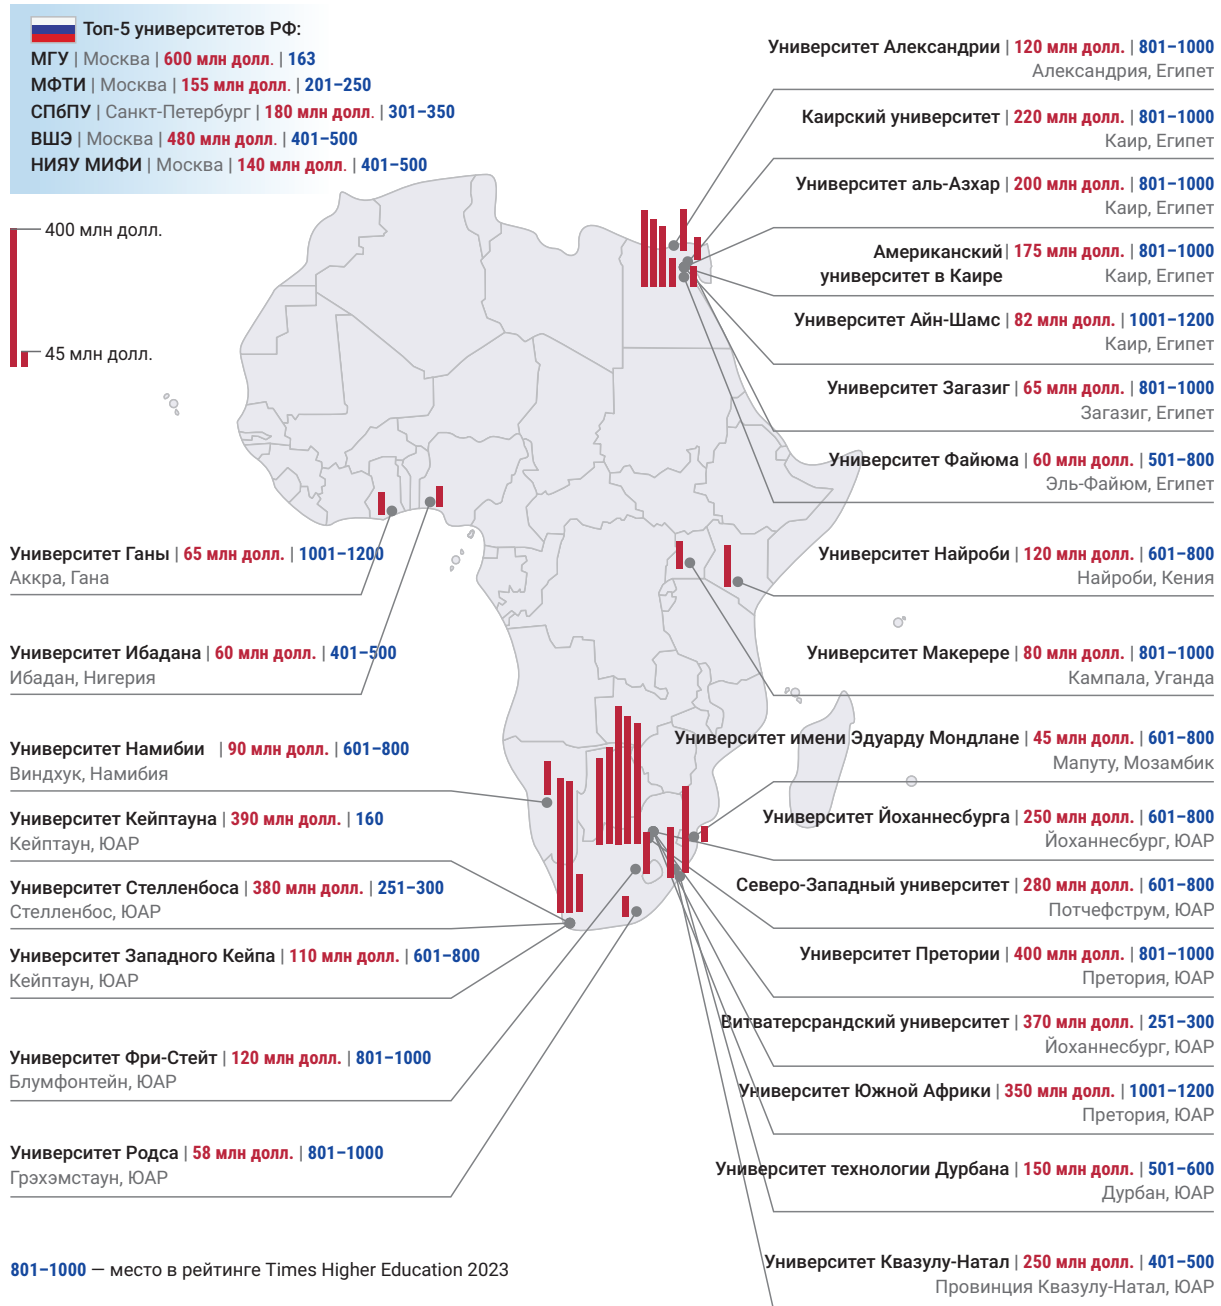 Топ-5 университетов РФ:
МГУ | Москва | 600 млн долл. | 163
МФТИ | Москва | 155 млн долл. | 201–250
СПбПУ | Санкт-Петербург | 180 млн долл. | 301–350
ВШЭ | Москва | 480 млн долл. | 401–500
НИЯУ МИФИ | Москва | 140 млн долл. | 401–500
400 млн долл.
45 млн долл.
Университет Александрии | 120 млн долл. | 801–1000
Александрия, Египет
Каирский университет | 220 млн долл. | 801–1000
Каир, Египет
Университет аль-Азхар | 200 млн долл. | 801–1000
Каир, Египет
Американский | 175 млн долл. | 801–1000
университет в Каире Каир, Египет
Университет Айн-Шамс | 82 млн долл. | 1001–1200
Каир, Египет
Университет Загазиг | 65 млн долл. | 801–1000
Загазиг, Египет
Университет Файюма | 60 млн долл. | 501–800
Эль-Файюм, Египет
Университет Ганы | 65 млн долл. | 1001–1200
Аккра, Гана
Университет Ибадана | 60 млн долл. | 401–500
Ибадан, Нигерия
Университет Намибии | 90 млн долл. | 601–800
Виндхук, Намибия
Университет Кейптауна | 390 млн долл. | 160
Кейптаун, ЮАР
Университет Стелленбоса | 380 млн долл. | 251–300
Стелленбос, ЮАР
Университет Западного Кейпа | 110 млн долл. | 601–800
Кейптаун, ЮАР
Университет Фри-Стейт | 120 млн долл. | 801–1000
Блумфонтейн, ЮАР
Университет Родса | 58 млн долл. | 801–1000
Грэхэмстаун, ЮАР
Университет Найроби | 120 млн долл. | 601–800
Найроби, Кения
Университет Макерере | 80 млн долл. | 801–1000
Кампала, Уганда
Университет имени Эдуарду Мондлане | 45 млн долл. | 601–800
Мапуту, Мозамбик
Университет Йоханнесбурга | 250 млн долл. | 601–800
Йоханнесбург, ЮАР
Северо-Западный университет | 280 млн долл. | 601–800
Потчефструм, ЮАР
Университет Претории | 400 млн долл. | 801–1000
Претория, ЮАР
Витватерсрандский университет | 370 млн долл. | 251–300
Йоханнесбург, ЮАР
Университет Южной Африки | 350 млн долл. | 1001–1200
Претория, ЮАР
Университет технологии Дурбана | 150 млн долл. | 501–600
Дурбан, ЮАР
Университет Квазулу-Натал | 250 млн долл. | 401–500
Провинция Квазулу-Натал, ЮАР
801–1000 — место в рейтинге Times Higher Education 2023